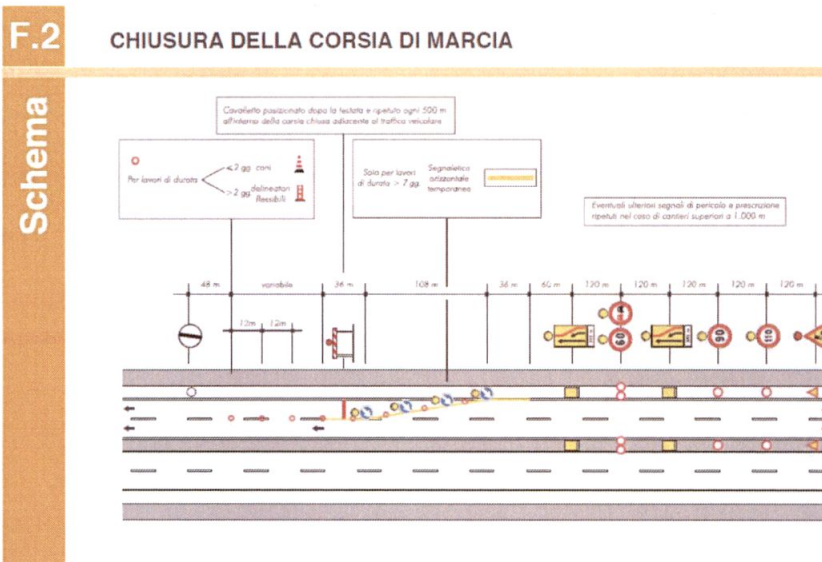 F.2
CHIUSURA DELLA CORSIA DI MARCIA
Schema
Cavalletto posizionato dopo la testata e ripetuto ogni 500 m
all'interno della corsia chiusa adiacente al traffico veicolare
Per lavori di durata
≤2 gg. coni
>2 gg. delineatori
flessibili
Solo per lavori
di durata > 7 gg.
Segnaletica
orizzontale
temporanea
Eventuali ulteriori segnali di pericolo e prescrizione
ripetuti nel caso di cantieri superiori a 1.000 m
48 m variabile 36 m 108 m 36 m 60 m 120 m 120 m 120 m 120 m 120 m
12m 12m
60 90 110